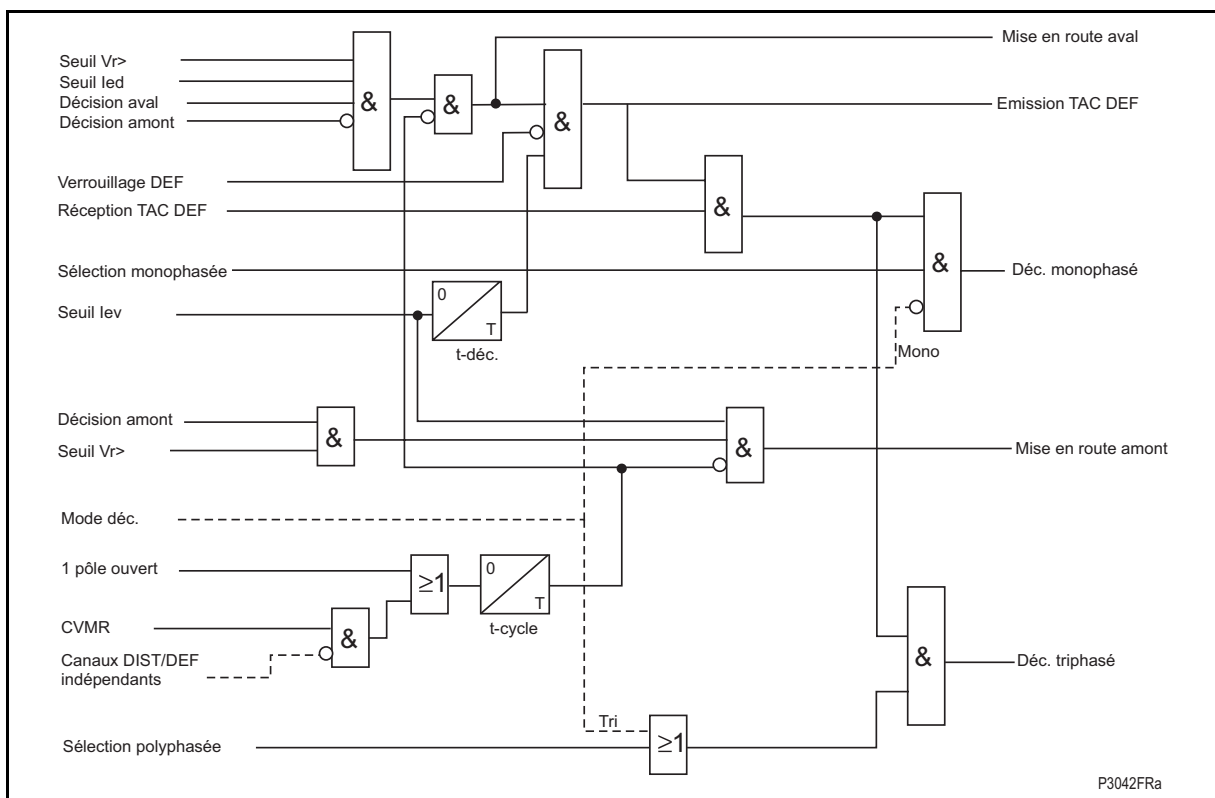 Seuil Vr>
Seuil Ied
Décision aval
Décision amont
&
&
&
Mise en route aval
Emission TAC DEF
Verrouillage DEF
Réception TAC DEF
&
Sélection monophasée
&
Déc. monophasé
Seuil Iev
0
T
t-déc.
Mono
Décision amont
Seuil Vr>
&
&
Mise en route amont
Mode déc.
1 pôle ouvert
≥1
0
T
t-cycle
CVMR
&
Canaux DIST/DEF
indépendants
&
Déc. triphasé
Tri
Sélection polyphasée
≥1
P3042FRa